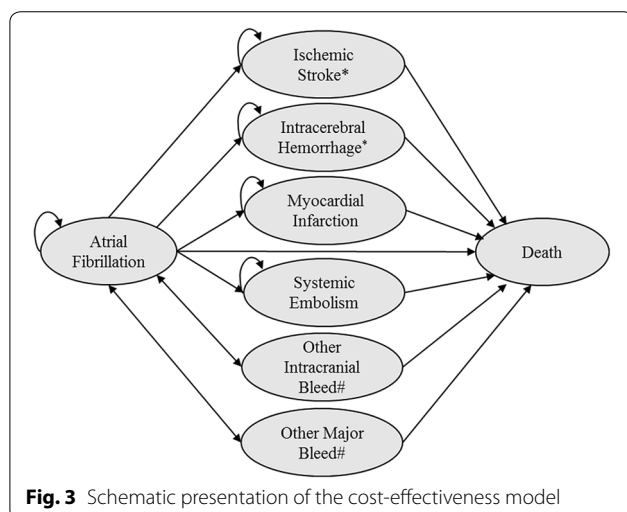 Ischemic
Stroke*
Intracerebral
Hemorrhage*
Myocardial
Infarction
Atrial
Fibrillation
Death
Systemic
Embolism
Other
Intracranial
Bleed#
Other Major
Bleed#
Fig. 3 Schematic presentation of the cost-effectiveness model